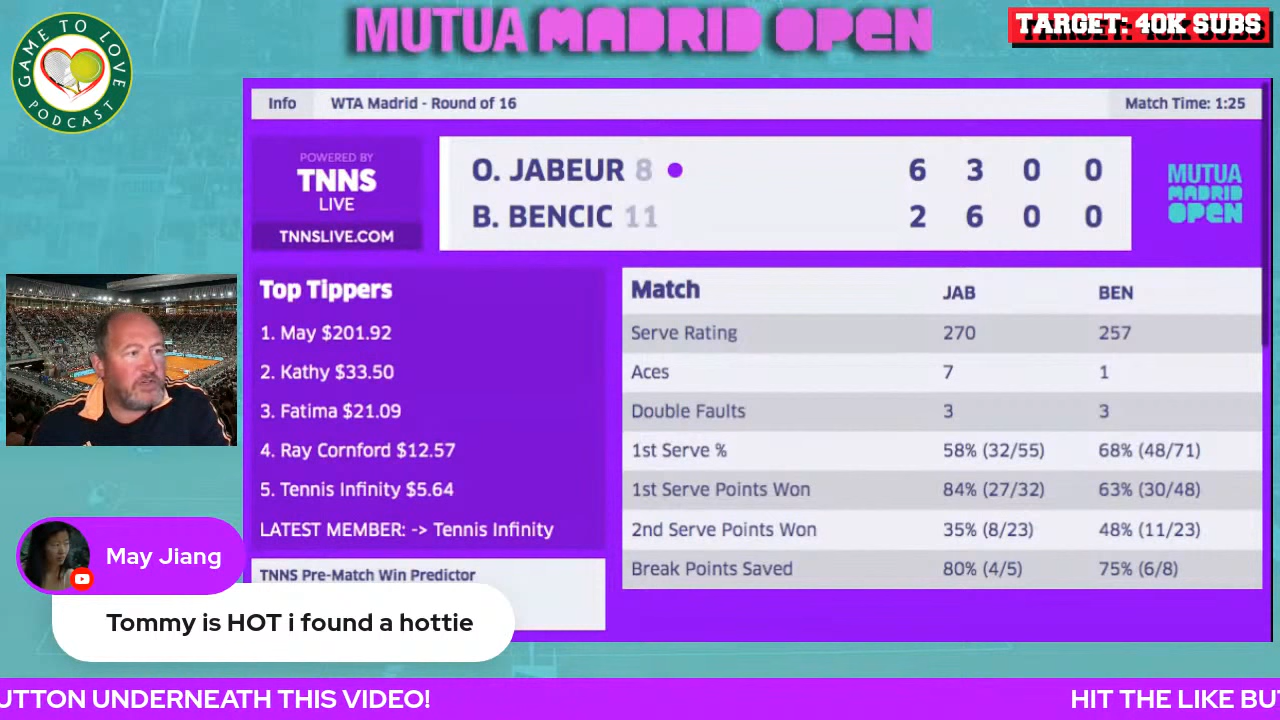 GAME TO LOVE
PODCAST
MUTUA MADRID OPEN
TARGET: 40K SUBS
Info WTA Madrid - Round of 16 Match Time: 1:25
POWERED BY
TNNS
LIVE
TNNSLIVE.COM
O. JABEUR 8 6 3 0 0
B. BENCIC 11 2 6 0 0
MUTUA
MADRID
OPEN
Top Tippers
1. May $201.92
2. Kathy $33.50
3. Fatima $21.09
4. Ray Cornford $12.57
5. Tennis Infinity $5.64
LATEST MEMBER: -> Tennis Infinity
TNNS Pre-Match Win Predictor
Match JAB BEN
Serve Rating 270 257
Aces 7 1
Double Faults 3 3
1st Serve % 58% (32/55) 68% (48/71)
1st Serve Points Won 84% (27/32) 63% (30/48)
2nd Serve Points Won 35% (8/23) 48% (11/23)
Break Points Saved 80% (4/5) 75% (6/8)
May Jiang
Tommy is HOT i found a hottie
UTTON UNDERNEATH THIS VIDEO! HIT THE LIKE BUT